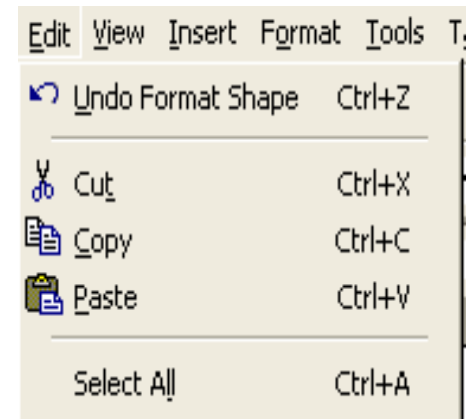 Edit View Insert Format Tools T
Undo Format Shape Ctrl+Z
Cut Ctrl+X
Copy Ctrl+C
Paste Ctrl+V
Select All Ctrl+A